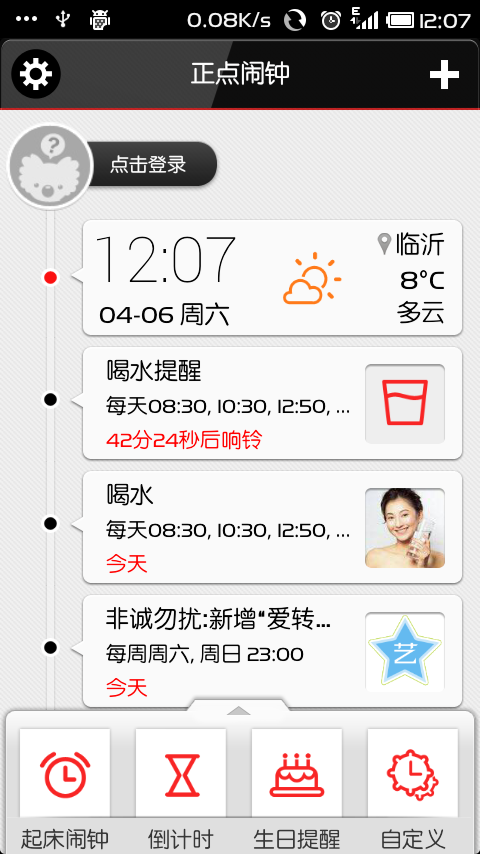 0.08K/s
E
12:07
正点闹钟
?
点击登录
12:07
临沂
8°C
04-06 周六
多云
喝水提醒
每天08:30, 10:30, 12:50, ...
42分24秒后响铃
喝水
每天08:30, 10:30, 12:50, ...
今天
非诚勿扰:新增“爱转...
每周周六, 周日 23:00
今天
艺
起床闹钟
倒计时
生日提醒
自定义